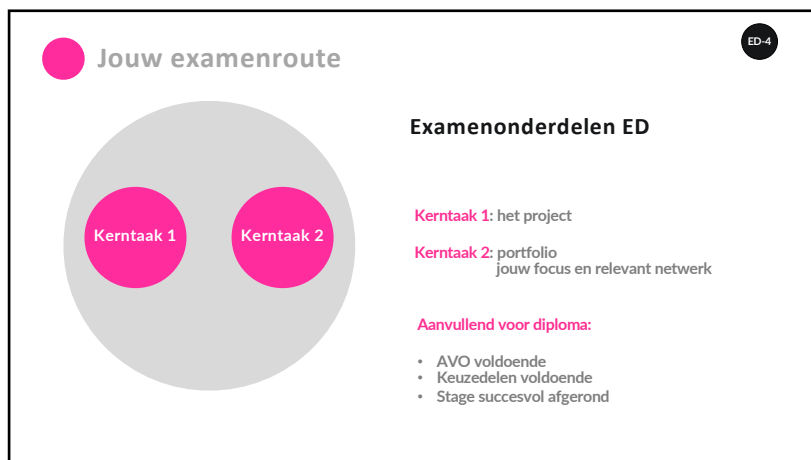 Jouw examenroute
ED-4
Kerntaak 1
Kerntaak 2
Examenonderdelen ED
Kerntaak 1: het project
Kerntaak 2: portfolio
jouw focus en relevant netwerk
Aanvullend voor diploma:
• AVO voldoende
• Keuzedelen voldoende
• Stage succesvol afgerond